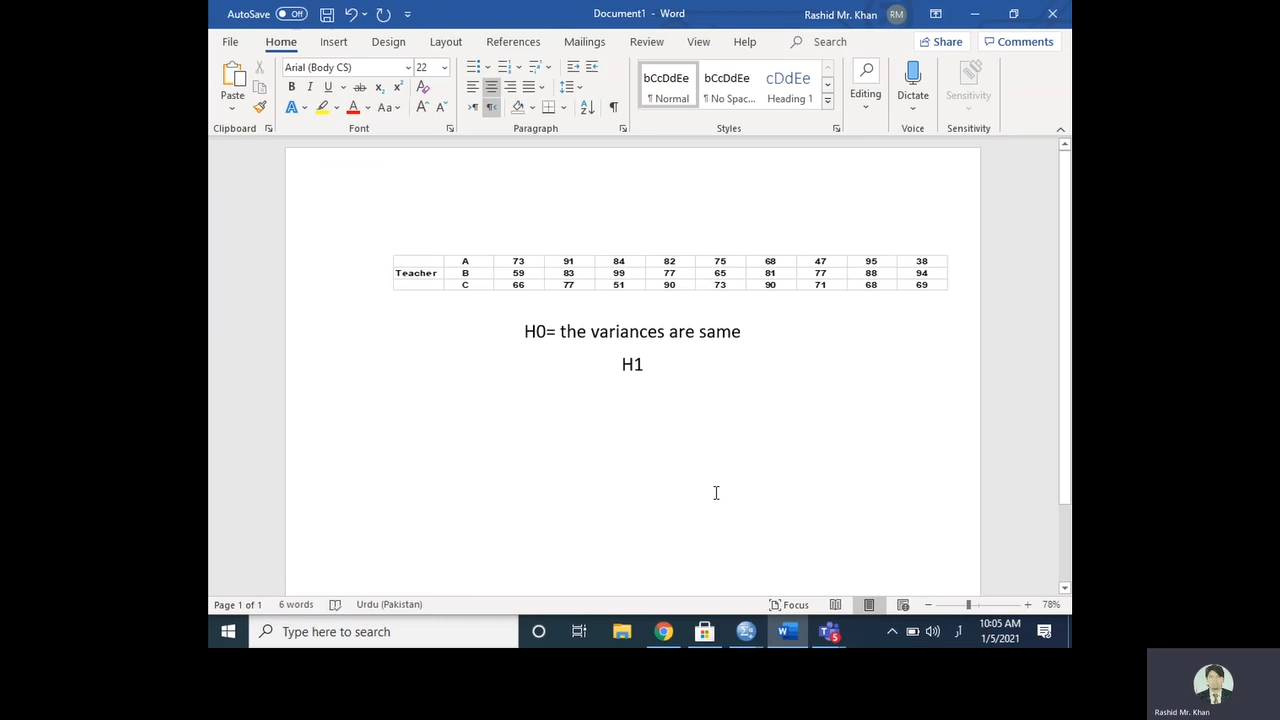 AutoSave Off Document1 - Word Rashid Mr. Khan RM
File Home Insert Design Layout References Mailings Review View Help Search Share Comments
Paste Arial (Body CS) 22 bCcDdEe bCcDdEe cDdEe Editing Dictate Sensitivity
B I U ab x₂ x² ¶ Normal ¶ No Spac... Heading 1
A Aa A A
Clipboard Font Paragraph Styles Voice Sensitivity
Teacher A 73 91 84 82 75 68 47 95 38
B 59 83 99 77 65 81 77 88 94
C 66 77 51 90 73 90 71 68 69
H0= the variances are same
H1
Page 1 of 1 6 words Urdu (Pakistan) Focus 78%
Type here to search 10:05 AM
1/5/2021
Rashid Mr. Khan